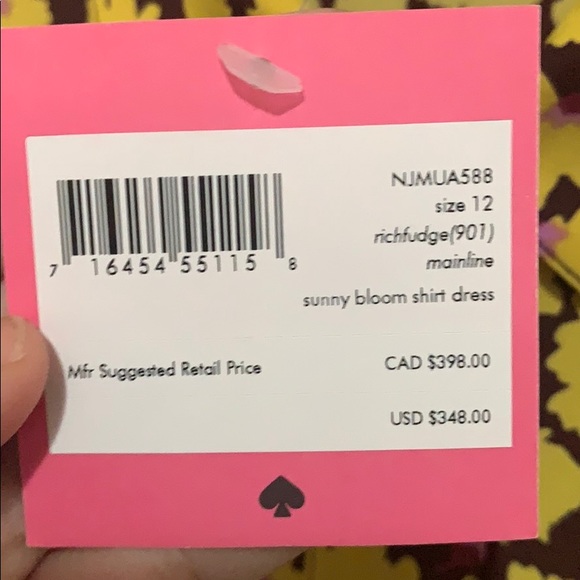 NJMUA588
size 12
richfudge(901)
mainline
7 16454 55115 8
sunny bloom shirt dress
Mfr Suggested Retail Price CAD $398.00
USD $348.00